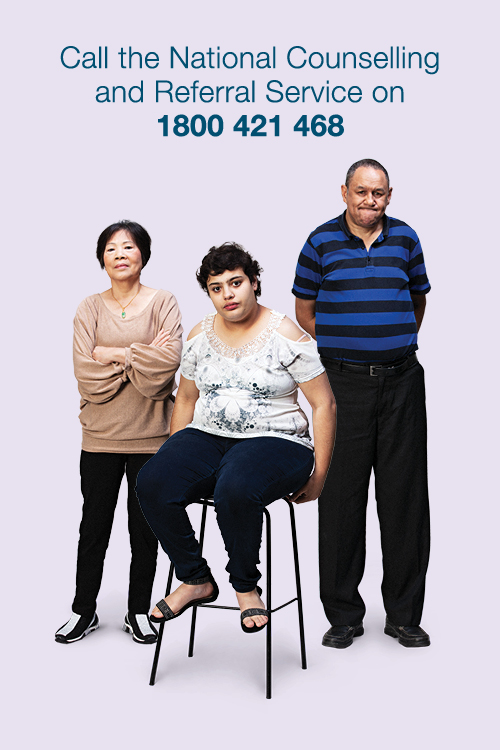 Call the National Counselling
and Referral Service on
1800 421 468